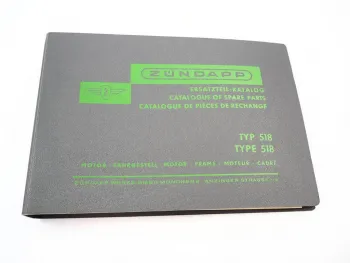 ZÜNDAPP
ERSATZTEIL-KATALOG
CATALOGUE OF SPARE PARTS
CATALOGUE DE PIÈCES DE RECHANGE
TYP 518
TYPE 518
MOTOR - FAHRGESTELL MOTOR - FRAME - MOTEUR - CADRE